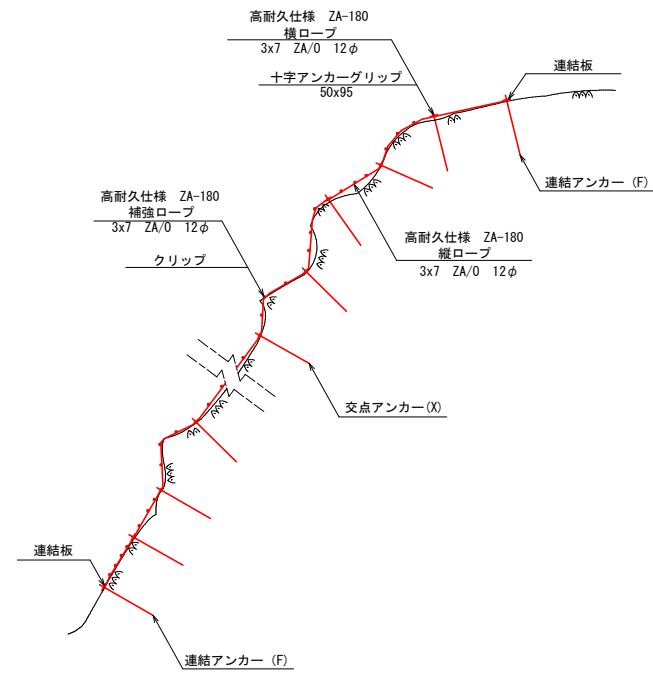 高耐久仕様 ZA-180
横ロープ
3x7 ZA/0 12φ
十字アンカーグリップ
50x95
連結板
連結アンカー(F)
高耐久仕様 ZA-180
補強ロープ
3x7 ZA/0 12φ
クリップ
高耐久仕様 ZA-180
縦ロープ
3x7 ZA/0 12φ
交点アンカー(X)
連結板
連結アンカー(F)